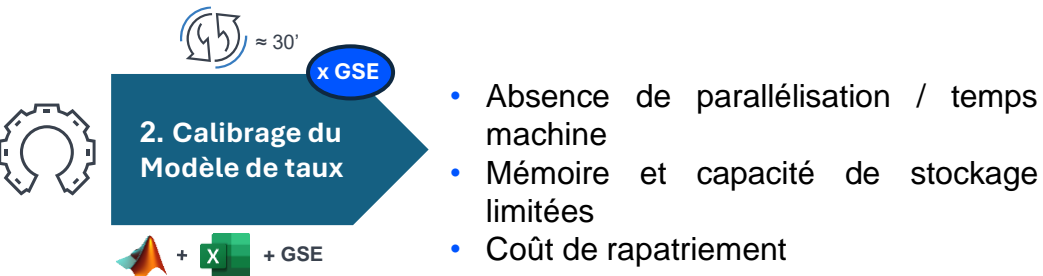 ≈ 30’
x GSE
2. Calibrage du
Modèle de taux
+ X + GSE
• Absence de parallélisation / temps
machine
• Mémoire et capacité de stockage
limitées
• Coût de rapatriement